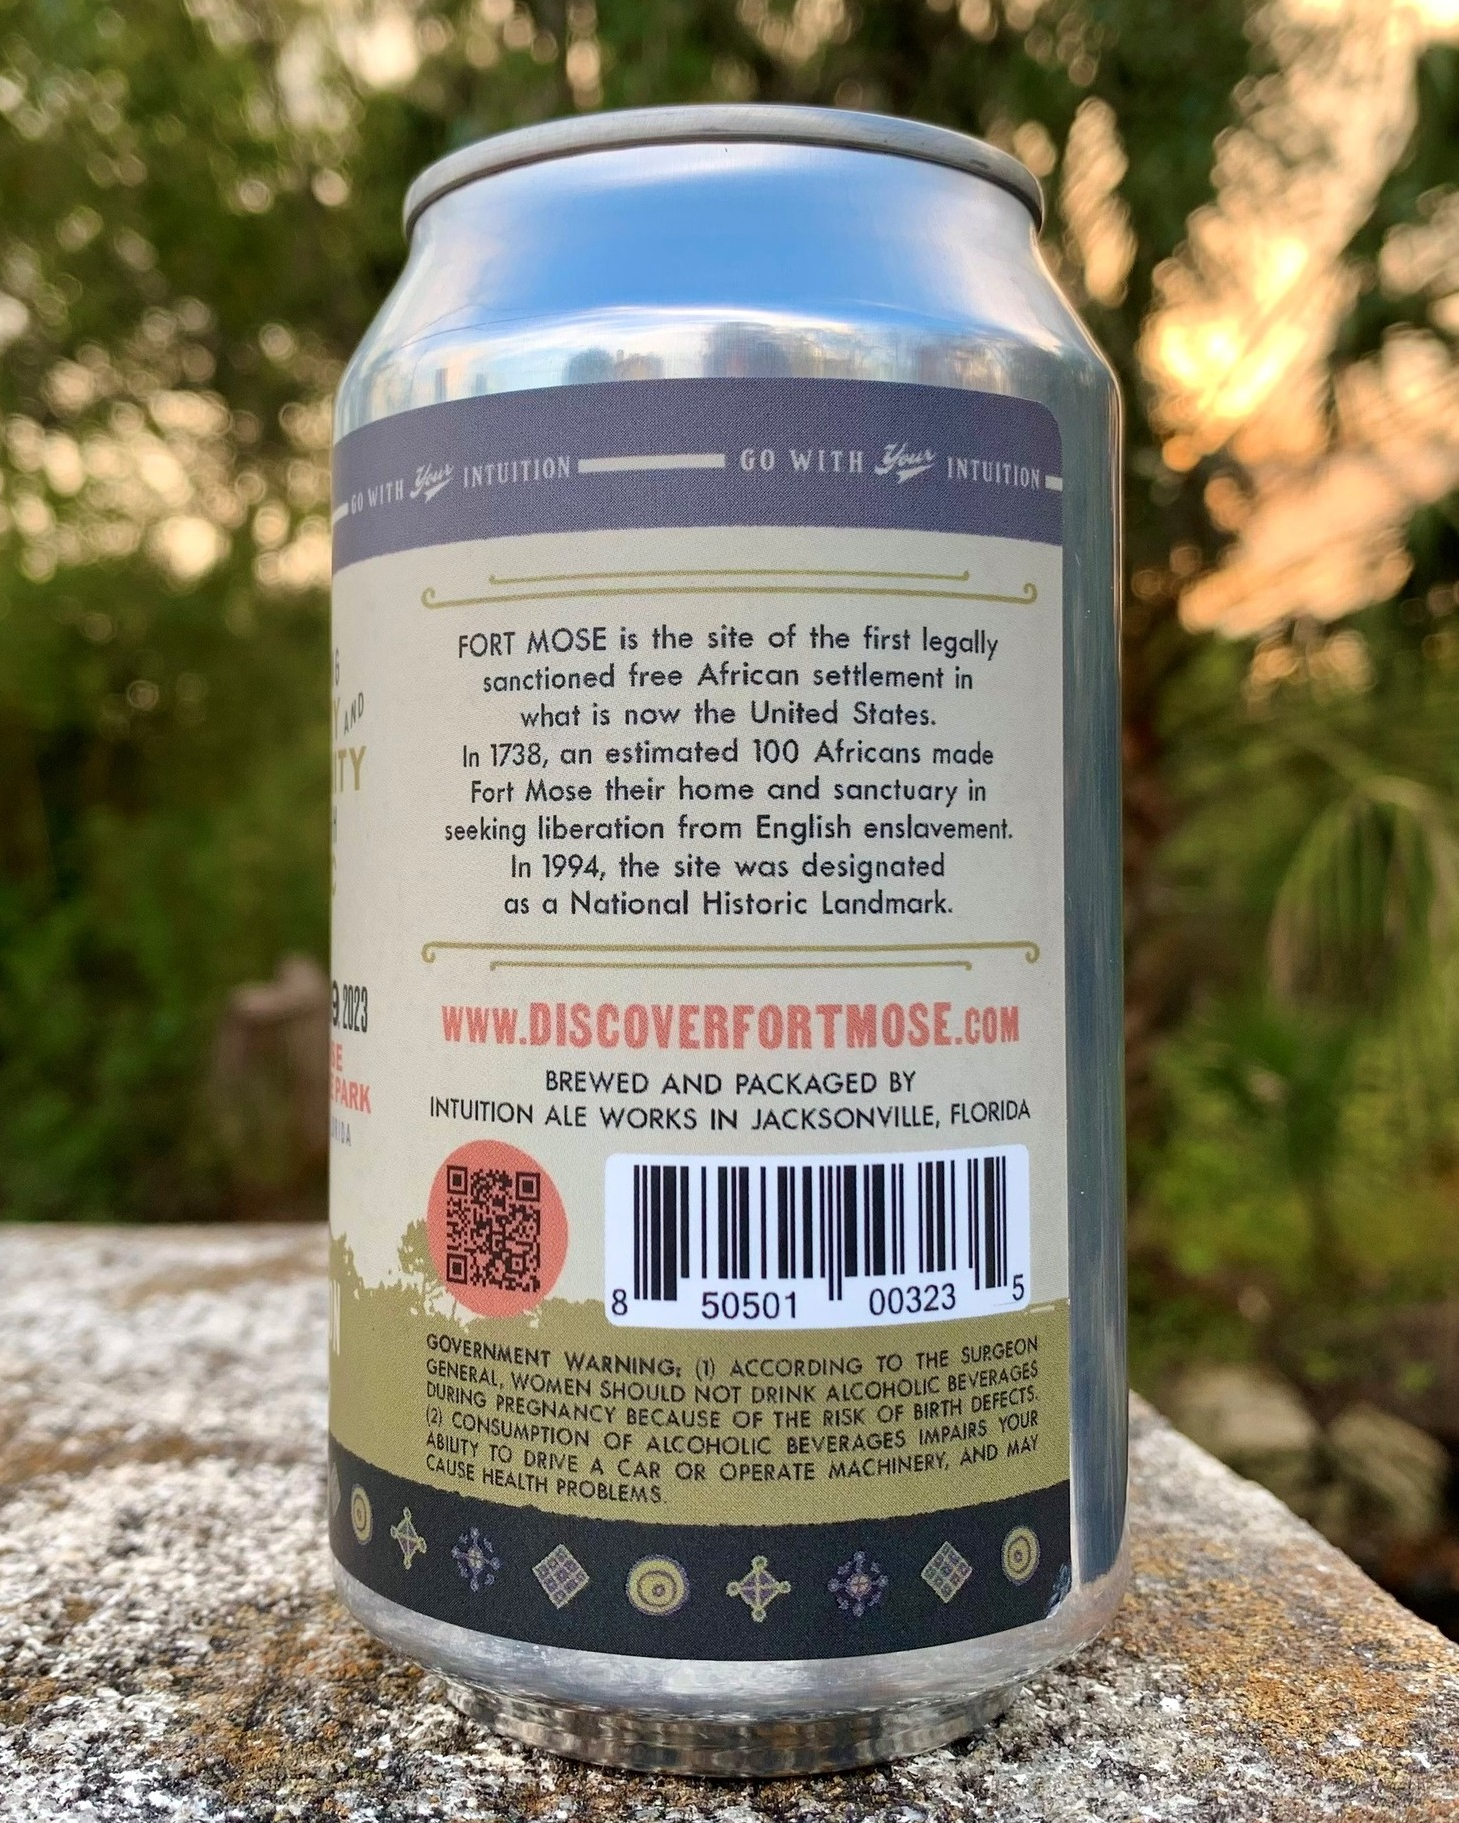 GO WITH Your INTUITION GO WITH Your INTUITION
FORT MOSE is the site of the first legally
sanctioned free African settlement in
what is now the United States.
In 1738, an estimated 100 Africans made
Fort Mose their home and sanctuary in
seeking liberation from English enslavement.
In 1994, the site was designated
as a National Historic Landmark.
AND
2023
PARK
WWW.DISCOVERFORTMOSE.COM
BREWED AND PACKAGED BY
INTUITION ALE WORKS IN JACKSONVILLE, FLORIDA
8 50501 00323 5
GOVERNMENT WARNING: (1) ACCORDING TO THE SURGEON
GENERAL, WOMEN SHOULD NOT DRINK ALCOHOLIC BEVERAGES
DURING PREGNANCY BECAUSE OF THE RISK OF BIRTH DEFECTS.
(2) CONSUMPTION OF ALCOHOLIC BEVERAGES IMPAIRS YOUR
ABILITY TO DRIVE A CAR OR OPERATE MACHINERY, AND MAY
CAUSE HEALTH PROBLEMS.